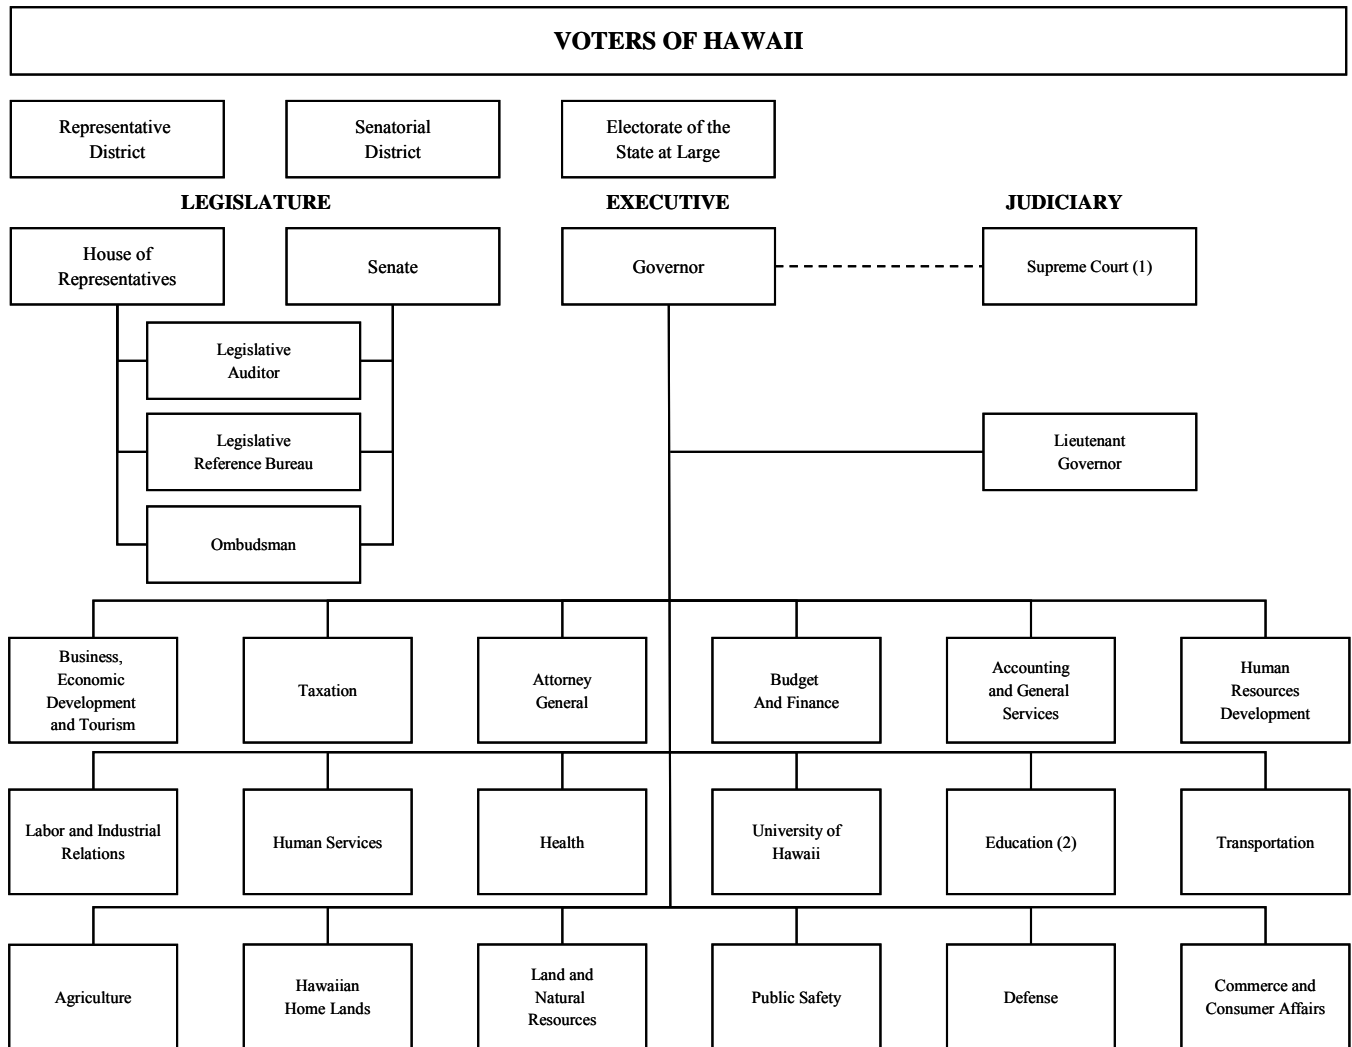 VOTERS OF HAWAII
Representative
District
Senatorial
District
Electorate of the
State at Large
LEGISLATURE
EXECUTIVE
JUDICIARY
House of
Representatives
Senate
Governor
Supreme Court (1)
Legislative
Auditor
Legislative
Reference Bureau
Ombudsman
Lieutenant
Governor
Business,
Economic
Development
and Tourism
Taxation
Attorney
General
Budget
And Finance
Accounting
and General
Services
Human
Resources
Development
Labor and Industrial
Relations
Human Services
Health
University of
Hawaii
Education (2)
Transportation
Agriculture
Hawaiian
Home Lands
Land and
Natural
Resources
Public Safety
Defense
Commerce and
Consumer Affairs